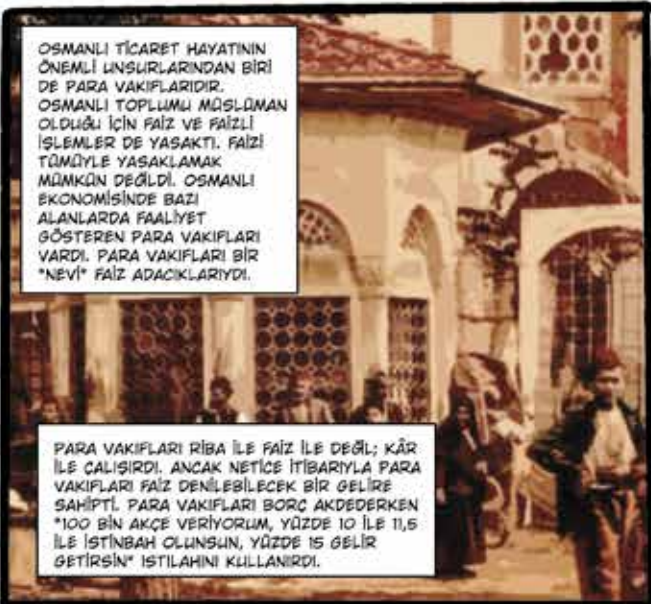 OSMANLI TİCARET HAYATININ
ÖNEMLİ UNSURLARINDAN BİRİ
DE PARA VAKIFLARIDIR.
OSMANLI TOPLUMU MÜSLÜMAN
OLDUĞU İÇİN FAİZ VE FAİZLİ
İŞLEMLER DE YASAKTI. FAİZİ
TÜMÜYLE YASAKLAMAK
MÜMKÜN DEĞİLDİ. OSMANLI
EKONOMİSİNDE BAZI
ALANLARDA FAALİYET
GÖSTEREN PARA VAKIFLARI
VARDI. PARA VAKIFLARI BİR
"NEVİ" FAİZ ADACIKLARIYDI.
PARA VAKIFLARI RİBA İLE FAİZ İLE DEĞİL; KÂR
İLE ÇALIŞIRDI. ANCAK NETİCE İTİBARIYLA PARA
VAKIFLARI FAİZ DENİLEBİLECEK BİR GELİRE
SAHİPTİ. PARA VAKIFLARI BORÇ AKDEDERKEN
"100 BİN AKÇE VERİYORUM, YÜZDE 10 İLE 11,5
İLE İSTİNBAH OLUNSUN, YÜZDE 15 GELİR
GETİRSİN" ISTILAHINI KULLANIRDI.